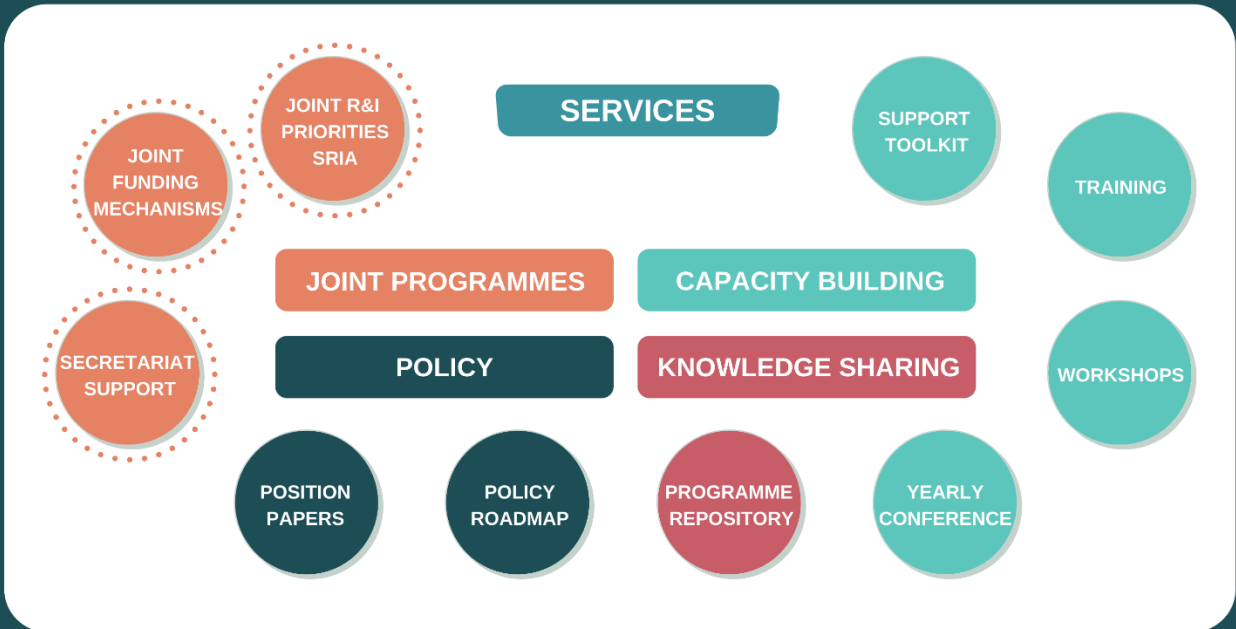 SERVICES
JOINT R&I
PRIORITIES
SRIA
JOINT
FUNDING
MECHANISMS
SECRETARIAT
SUPPORT
SUPPORT
TOOLKIT
TRAINING
WORKSHOPS
JOINT PROGRAMMES
CAPACITY BUILDING
POLICY
KNOWLEDGE SHARING
POSITION
PAPERS
POLICY
ROADMAP
PROGRAMME
REPOSITORY
YEARLY
CONFERENCE